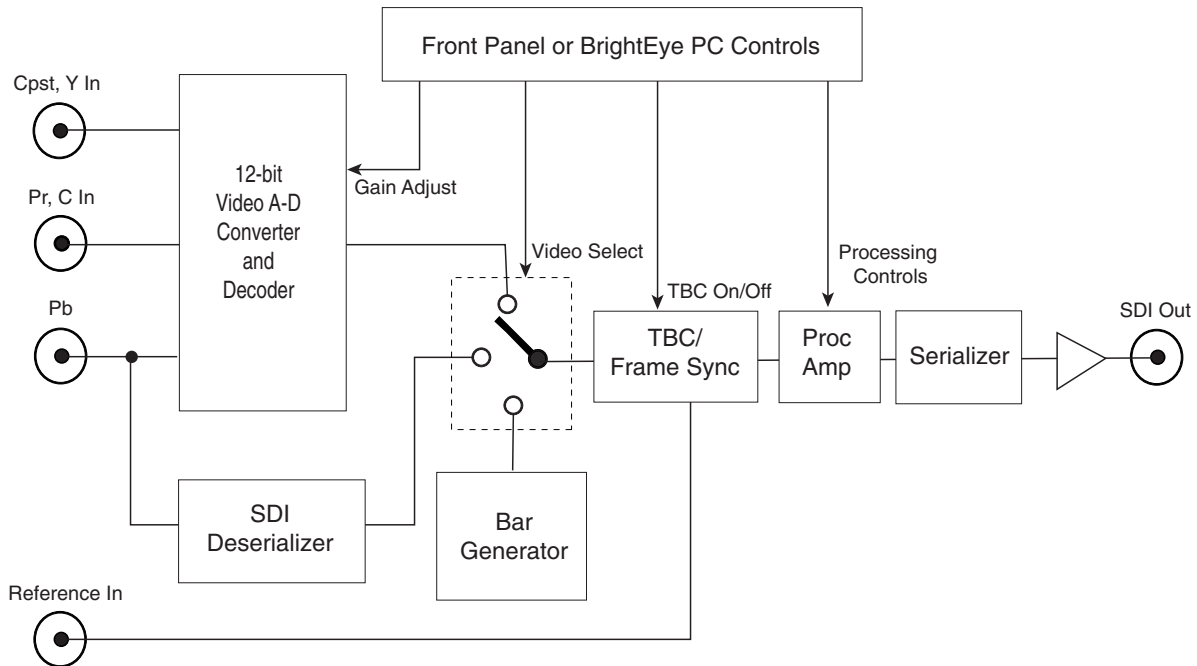 Front Panel or BrightEye PC Controls
Cpst, Y In
12-bit
Video A-D
Converter
and
Decoder
Gain Adjust
Pr, C In
Video Select
Processing
Controls
Pb
TBC On/Off
SDI Out
TBC/
Frame Sync
Proc
Amp
Serializer
SDI
Deserializer
Bar
Generator
Reference In